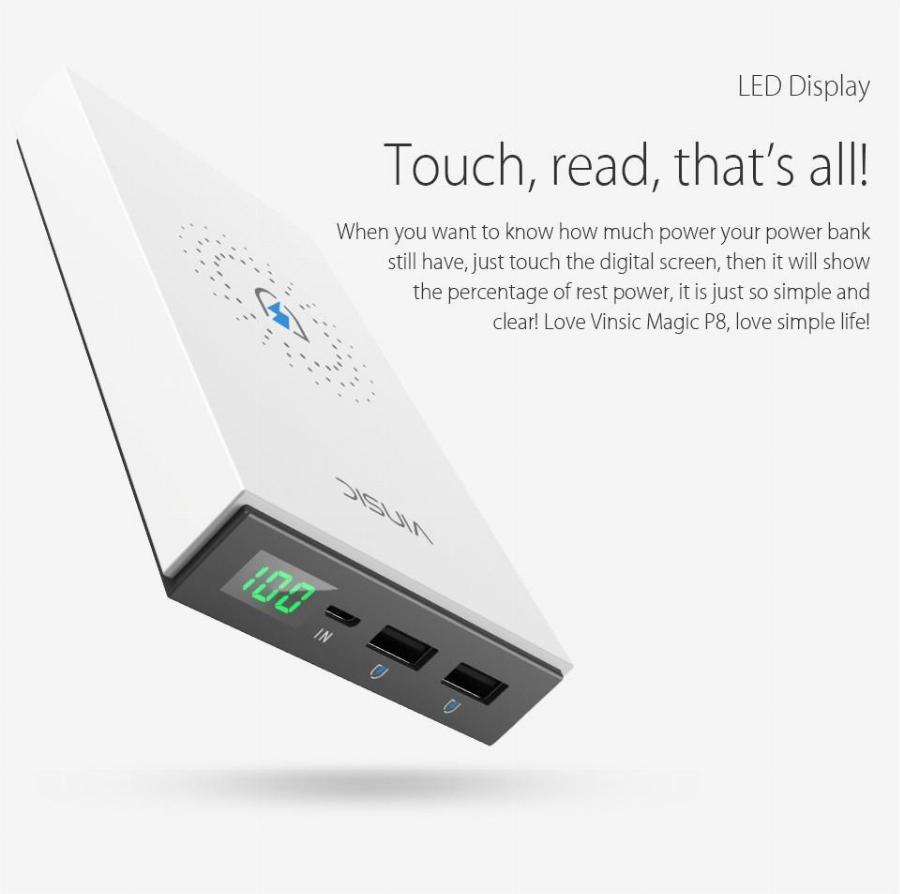 LED Display
Touch, read, that's all!
When you want to know how much power your power bank
still have, just touch the digital screen, then it will show
the percentage of rest power, it is just so simple and
clear! Love Vinsic Magic P8, love simple life!
VINSIC
100
IN